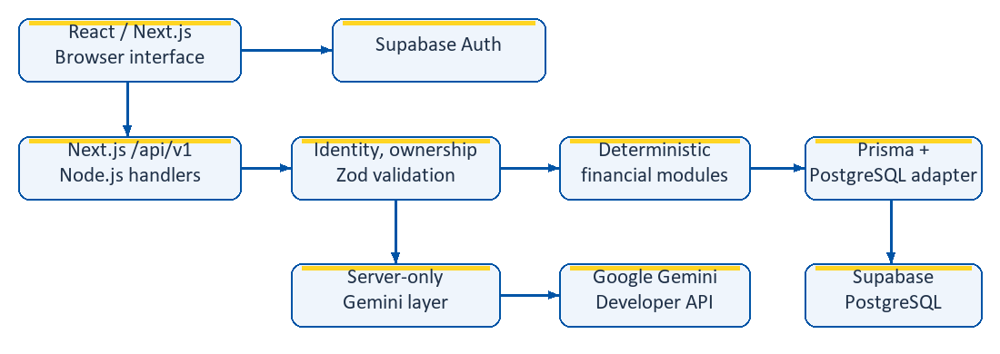 React / Next.js
Browser interface
Supabase Auth
Next.js /api/v1
Node.js handlers
Identity, ownership
Zod validation
Deterministic
financial modules
Prisma +
PostgreSQL adapter
Server-only
Gemini layer
Google Gemini
Developer API
Supabase
PostgreSQL